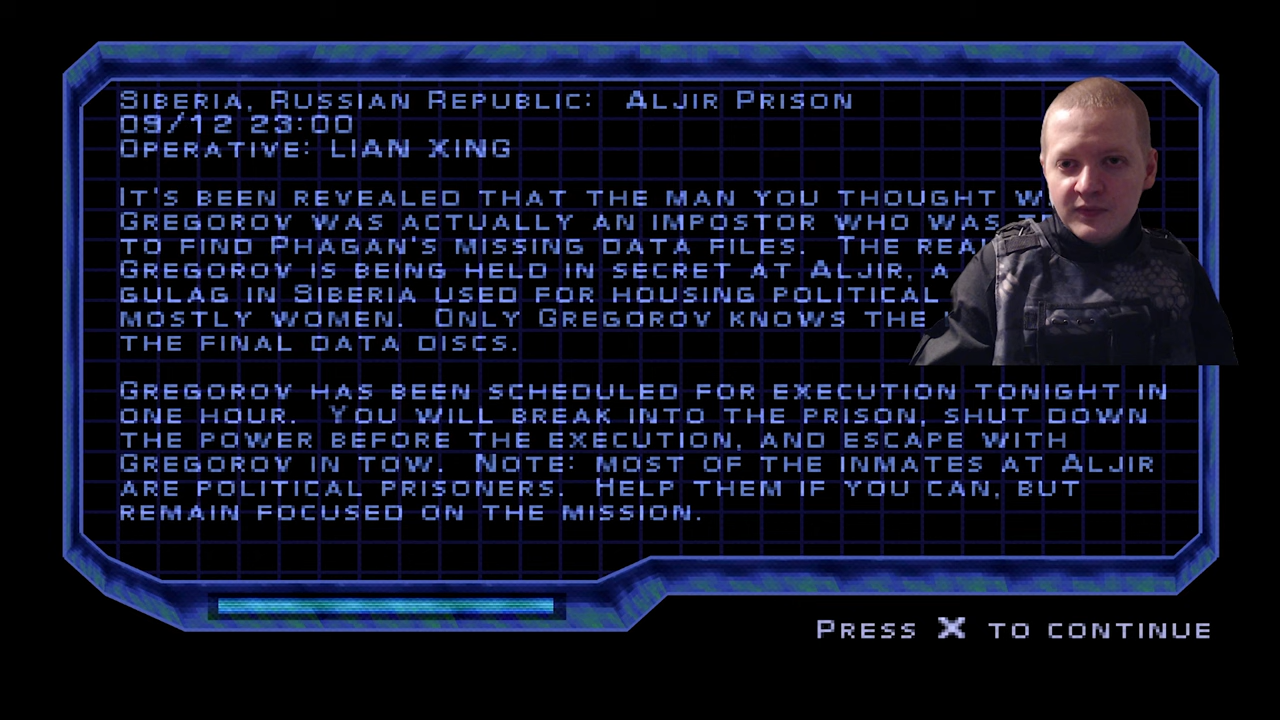 Siberia, Russian Republic: Aljir Prison
09/12 23:00
Operative: LIAN XING
It's been revealed that the man you thought
Gregorov was actually an impostor who was
to find Phagan's missing data files. The
Gregorov is being held in secret at Aljir, a
gulag in Siberia used for housing political
mostly women. Only Gregorov knows the
the final data discs.
Gregorov has been scheduled for execution tonight in
one hour. You will break into the prison, shut down
the power before the execution, and escape with
Gregorov in tow. Note: most of the inmates at Aljir
are political prisoners. Help them if you can, but
remain focused on the mission.
Press X to continue